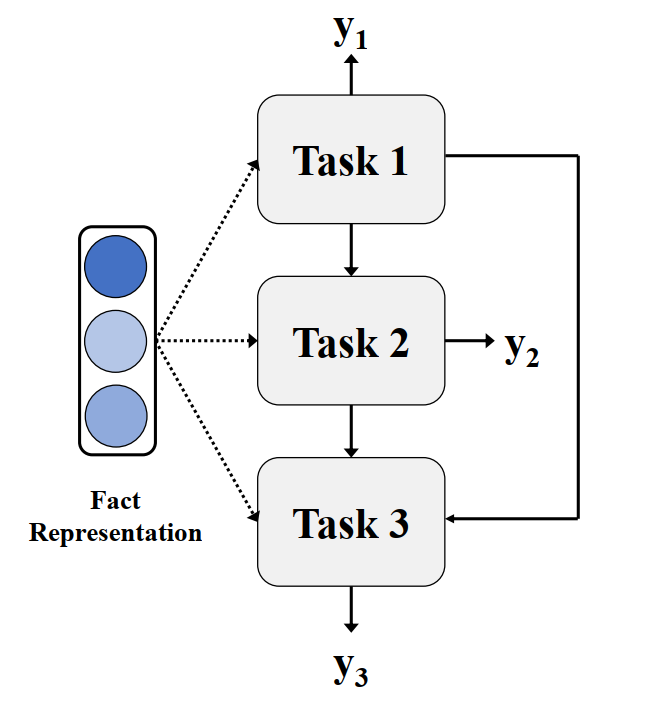 y₁
Task 1
Task 2
y₂
Task 3
Fact
Representation
y₃